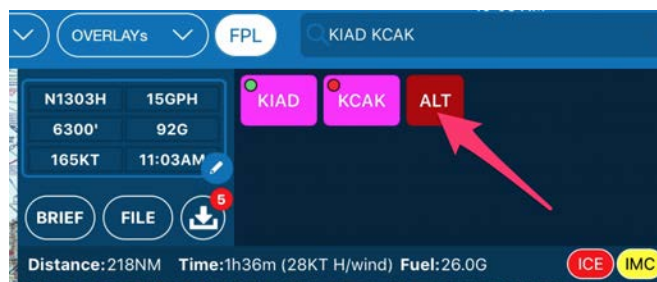 OVERLAYs FPL KIAD KCAK
N1303H 15GPH KIAD KCAK ALT
6300' 92G
165KT 11:03AM
BRIEF FILE 5
Distance:218NM Time:1h36m (28KT H/wind) Fuel:26.0G ICE IMC